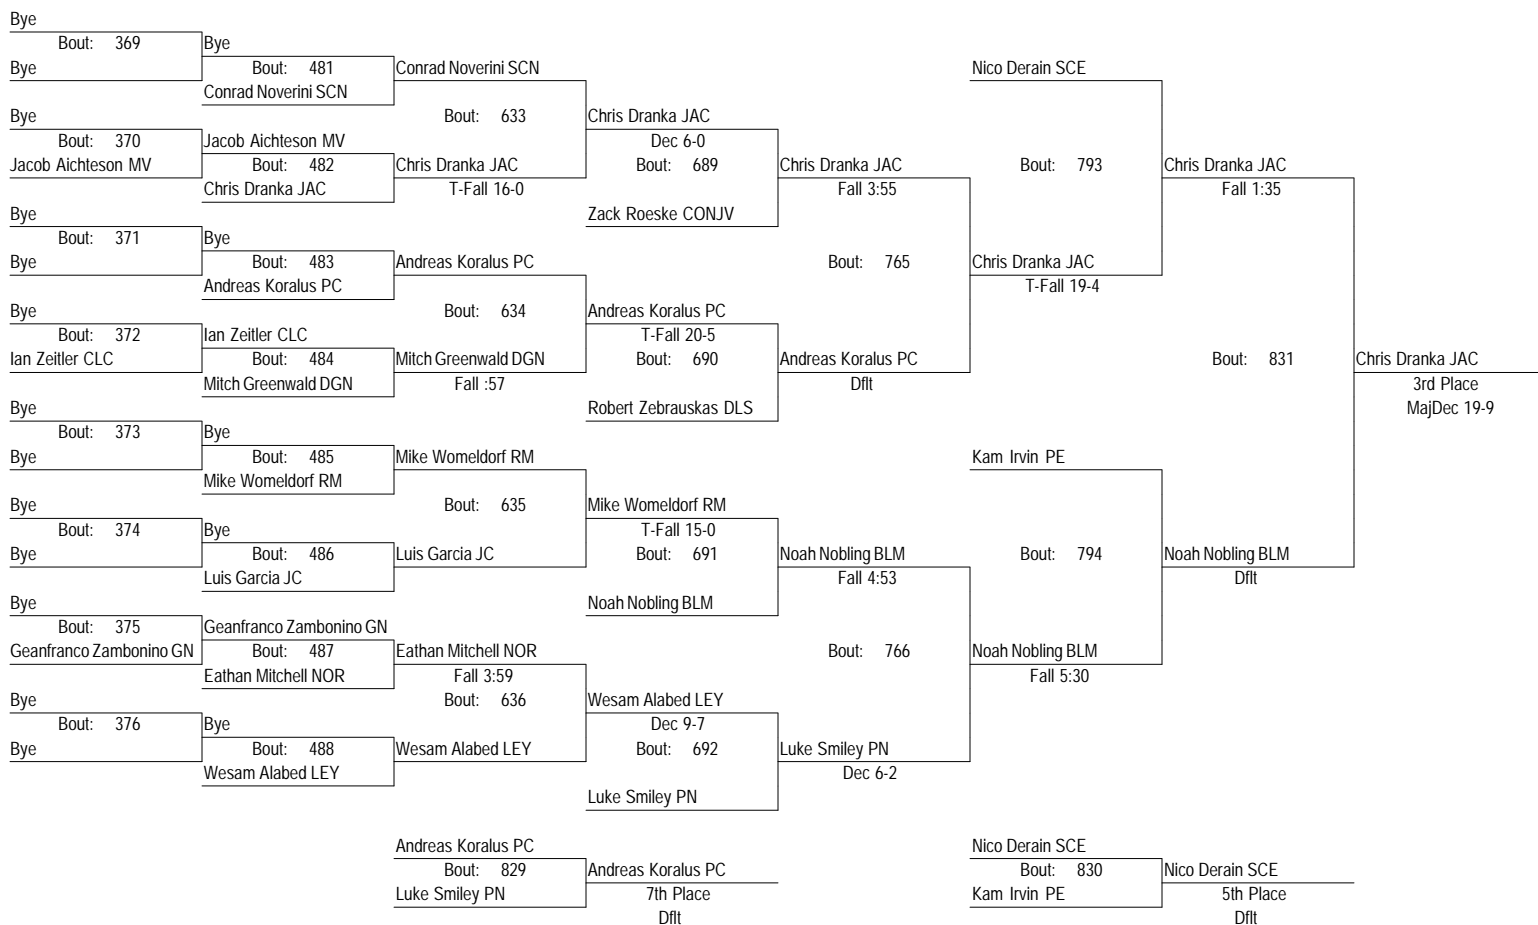 Bye
Bout: 369 Bye
Bye Bout: 481 Conrad Noverini SCN Nico Derain SCE
Conrad Noverini SCN
Bye Bout: 633 Chris Dranka JAC
Bout: 370 Jacob Aichteson MV Dec 6-0
Jacob Aichteson MV Bout: 482 Chris Dranka JAC Bout: 689 Chris Dranka JAC Bout: 793 Chris Dranka JAC
Chris Dranka JAC T-Fall 16-0 Fall 3:55 Fall 1:35
Bye Zack Roeske CONJV
Bout: 371 Bye
Bye Bout: 483 Andreas Koralus PC Bout: 765 Chris Dranka JAC
Andreas Koralus PC T-Fall 19-4
Bye Bout: 634 Andreas Koralus PC
Bout: 372 Ian Zeitler CLC T-Fall 20-5
Ian Zeitler CLC Bout: 484 Mitch Greenwald DGN Bout: 690 Andreas Koralus PC Bout: 831 Chris Dranka JAC
Mitch Greenwald DGN Fall :57 Dflt 3rd Place
Bye Robert Zebrauskas DLS MajDec 19-9
Bout: 373 Bye
Bye Bout: 485 Mike Womeldorf RM Kam Irvin PE
Mike Womeldorf RM
Bye Bout: 635 Mike Womeldorf RM
Bout: 374 Bye T-Fall 15-0
Bye Bout: 486 Luis Garcia JC Bout: 691 Noah Nobling BLM Bout: 794 Noah Nobling BLM
Luis Garcia JC Fall 4:53 Dflt
Bye Noah Nobling BLM
Bout: 375 Geanfranco Zambonino GN
Geanfranco Zambonino GN Bout: 487 Eathan Mitchell NOR Bout: 766 Noah Nobling BLM
Eathan Mitchell NOR Fall 3:59 Fall 5:30
Bye Bout: 636 Wesam Alabed LEY
Bout: 376 Bye Dec 9-7
Bye Bout: 488 Wesam Alabed LEY Bout: 692 Luke Smiley PN
Wesam Alabed LEY Dec 6-2
Luke Smiley PN
Andreas Koralus PC Nico Derain SCE
Bout: 829 Andreas Koralus PC Bout: 830 Nico Derain SCE
Luke Smiley PN 7th Place Kam Irvin PE 5th Place
Dflt Dflt